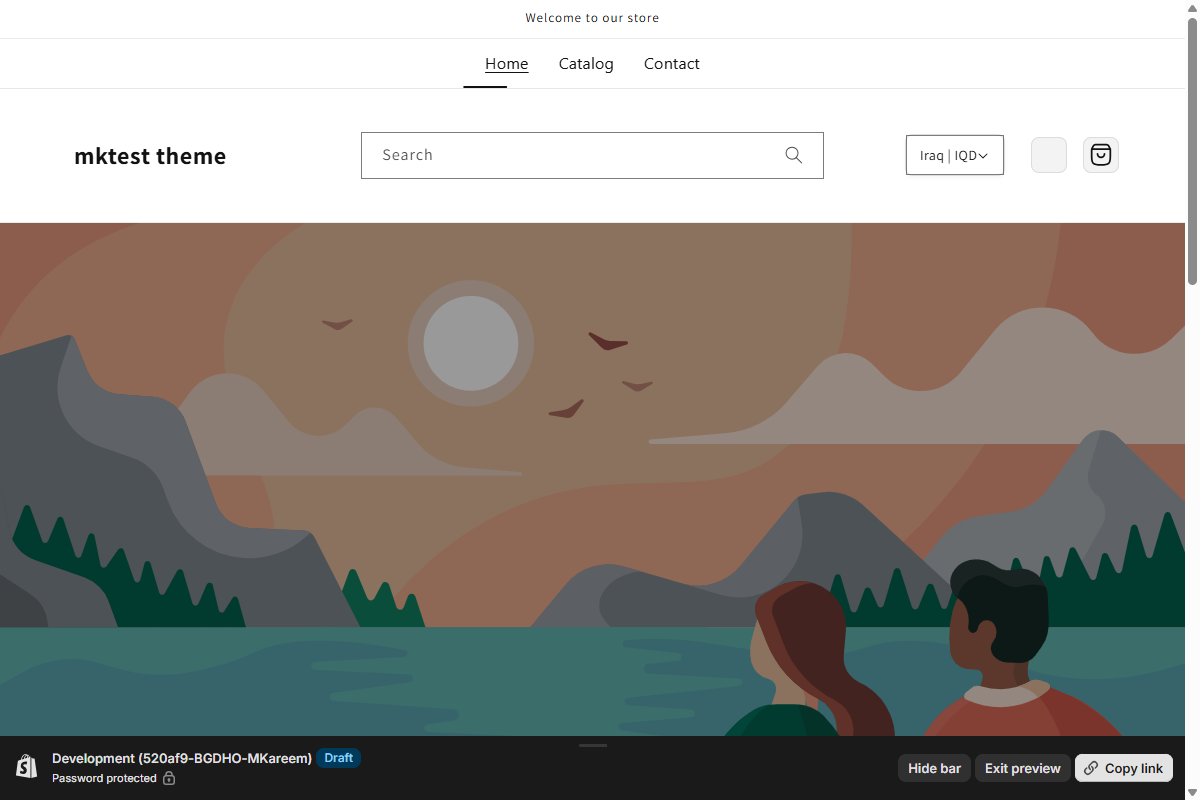 Welcome to our store
Home Catalog Contact
mktest theme
Search
Iraq | IQD
Development (520af9-BGDHO-MKareem) Draft
Password protected
Hide bar Exit preview Copy link